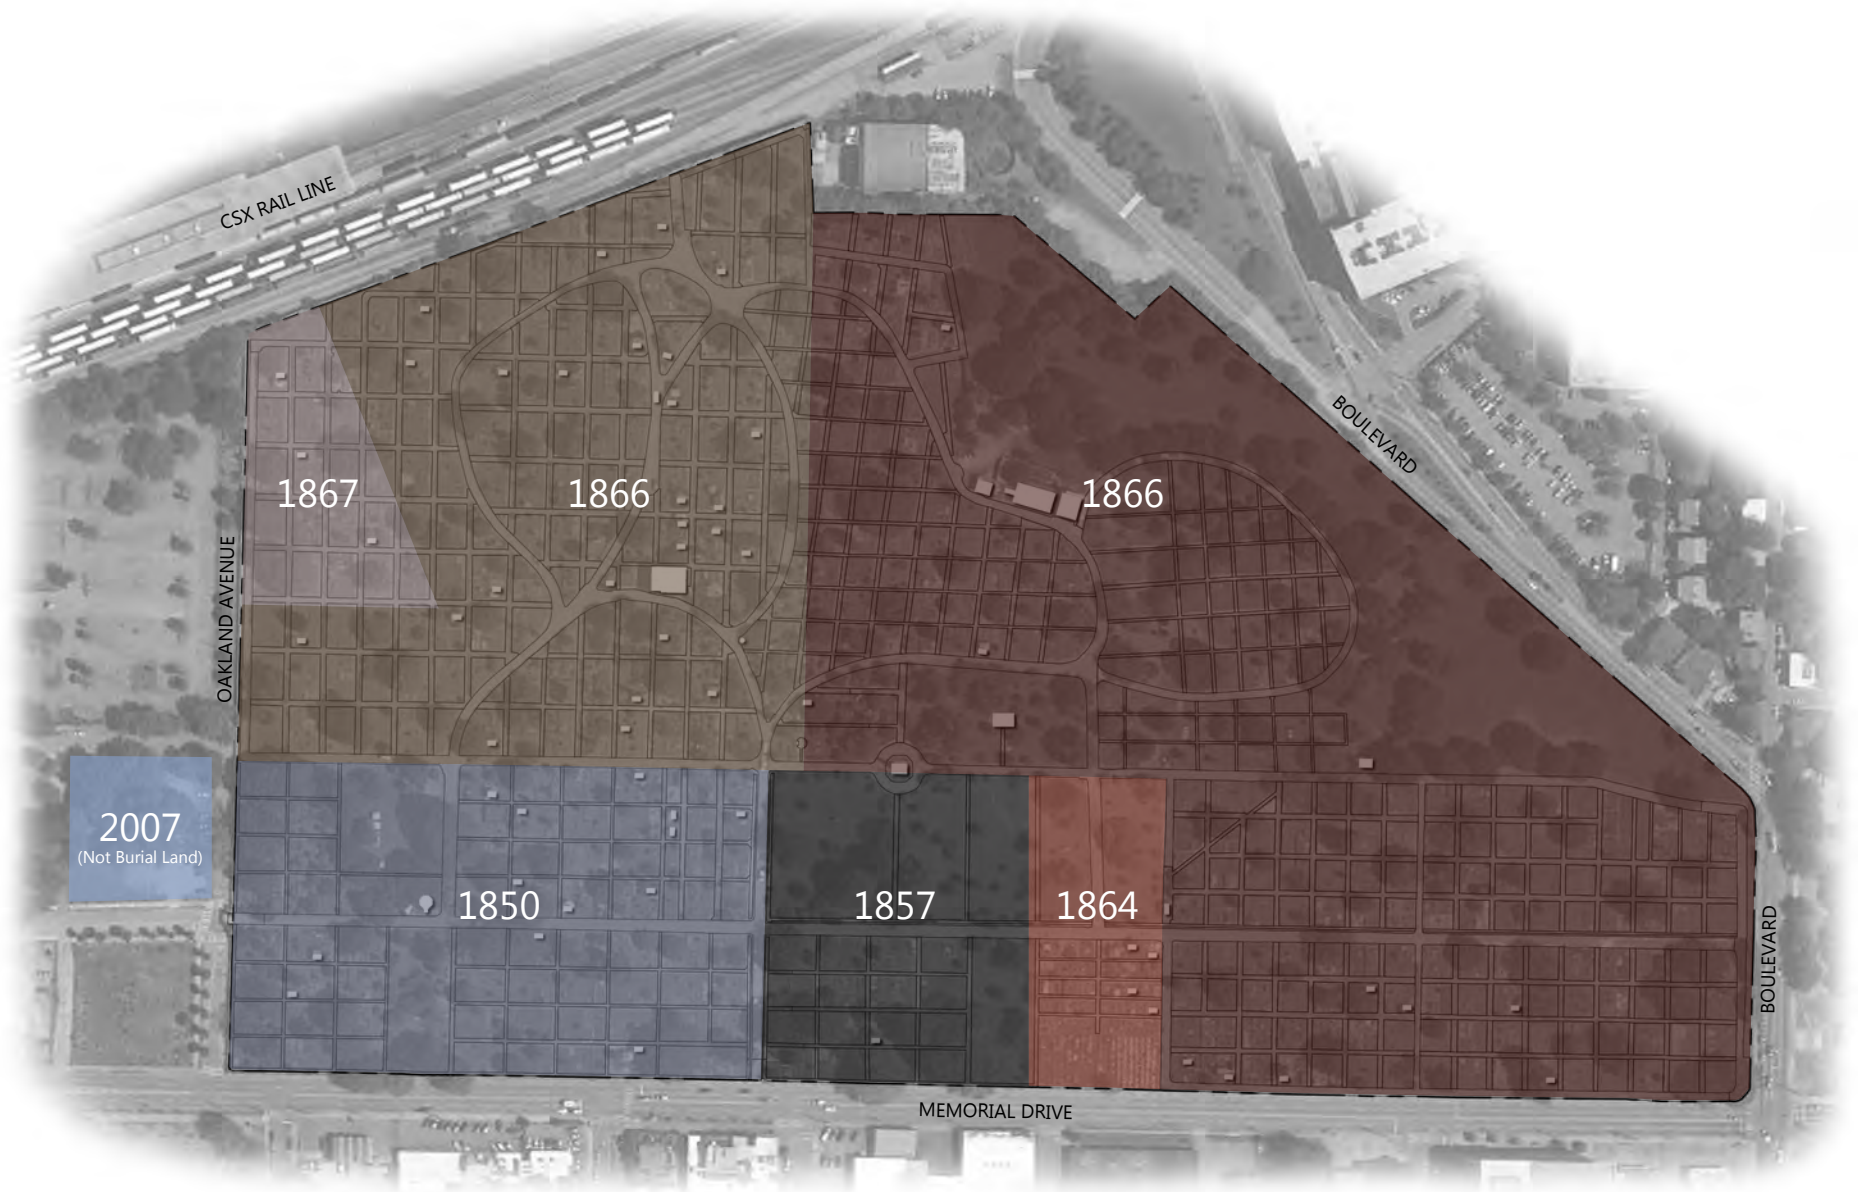 CSX RAIL LINE
BOULEVARD
1867
1866
1866
OAKLAND AVENUE
2007
(Not Burial Land)
1850
1857
1864
BOULEVARD
MEMORIAL DRIVE